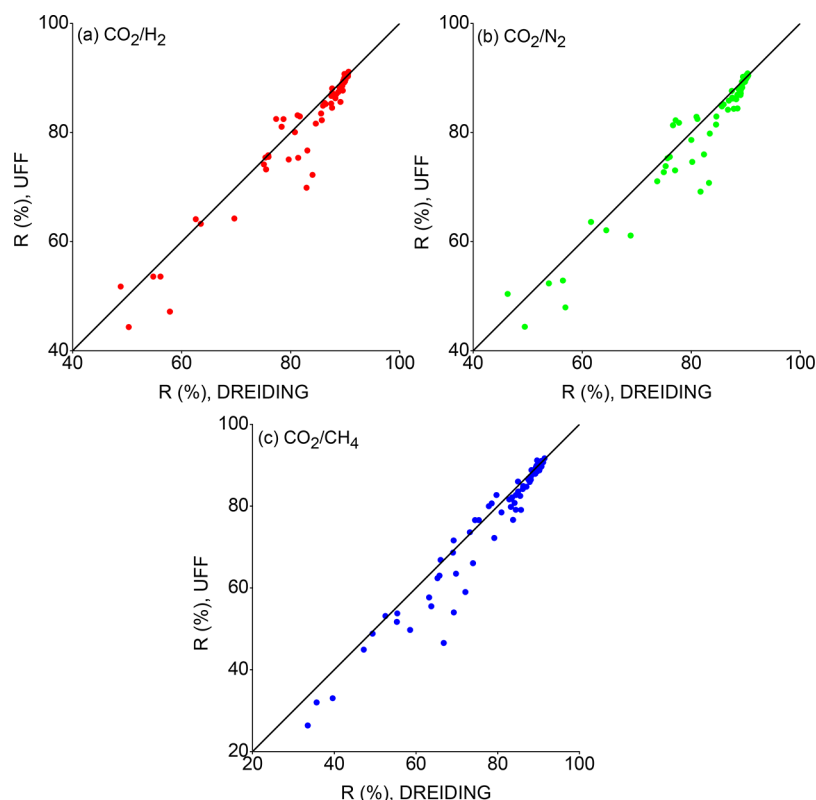 (a) CO₂/H₂
100
80
60
40
R (%), UFF
40 60 80 100
R (%), DREIDING
(b) CO₂/N₂
100
80
60
40
R (%), UFF
40 60 80 100
R (%), DREIDING
(c) CO₂/CH₄
100
80
60
40
20
R (%), UFF
20 40 60 80 100
R (%), DREIDING